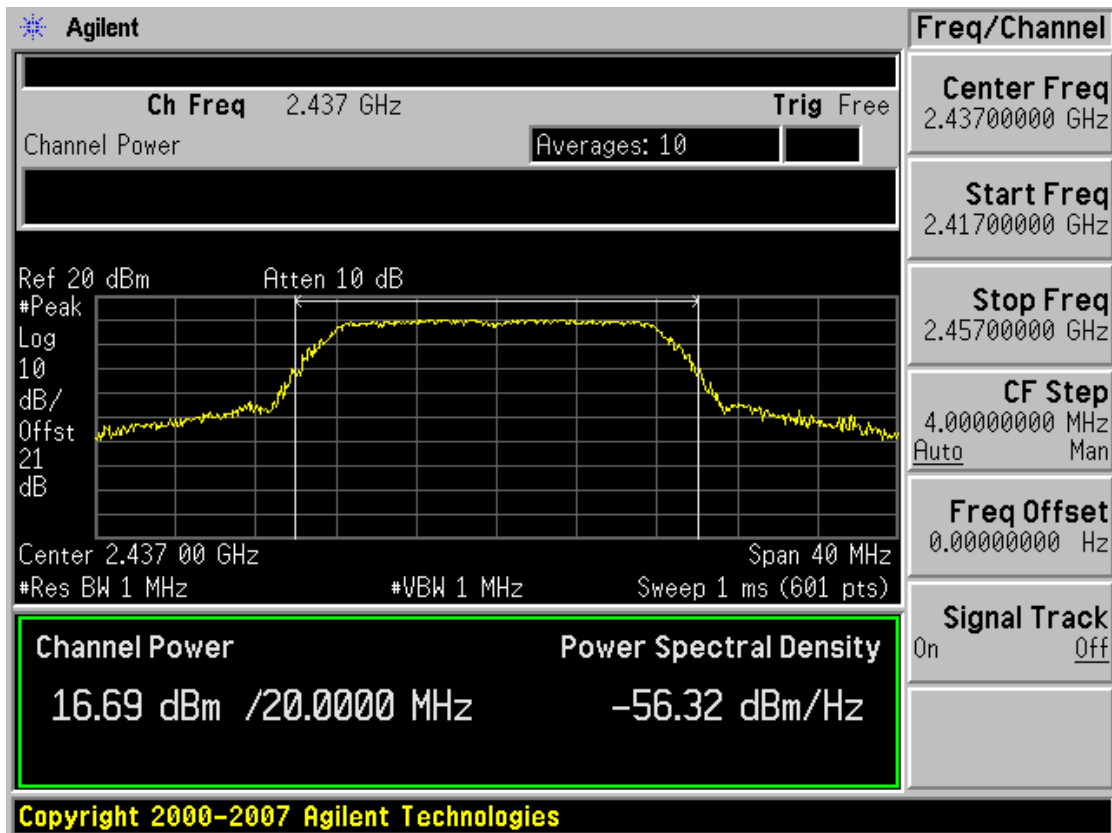 Agilent
Freq/Channel
Ch Freq 2.437 GHz Trig Free
Channel Power Averages: 10
Ref 20 dBm Atten 10 dB
#Peak
Log
10
dB/
Offst
21
dB
Center 2.437 00 GHz Span 40 MHz
#Res BW 1 MHz #VBW 1 MHz Sweep 1 ms (601 pts)
Channel Power Power Spectral Density
16.69 dBm /20.0000 MHz -56.32 dBm/Hz
Center Freq
2.43700000 GHz
Start Freq
2.41700000 GHz
Stop Freq
2.45700000 GHz
CF Step
4.00000000 MHz
Auto Man
Freq Offset
0.00000000 Hz
Signal Track
On Off
Copyright 2000-2007 Agilent Technologies